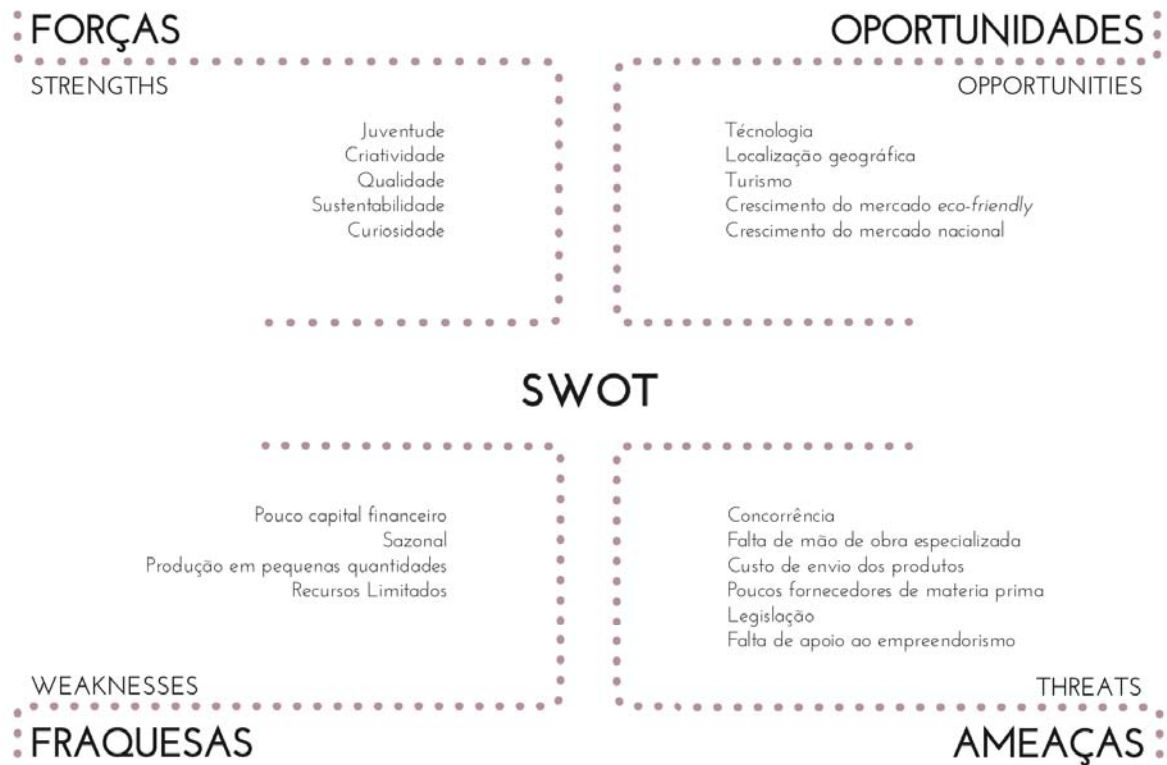 FORÇAS
STRENGTHS
Juventude
Criatividade
Qualidade
Sustentabilidade
Curiosidade
OPORTUNIDADES
OPPORTUNITIES
Técnologia
Localização geográfica
Turismo
Crescimento do mercado eco-friendly
Crescimento do mercado nacional
SWOT
Pouco capital financeiro
Sazonal
Produção em pequenas quantidades
Recursos Limitados
WEAKNESSES
FRAQUESAS
Concorrência
Falta de mão de obra especializada
Custo de envio dos produtos
Poucos fornecedores de materia prima
Legislação
Falta de apoio ao empreendorismo
THREATS
AMEAÇAS